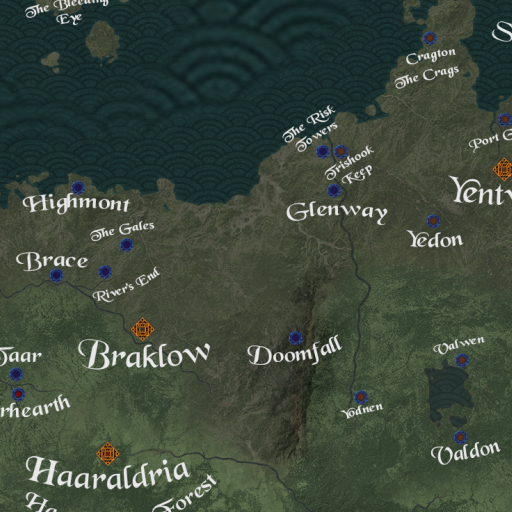 The Bleeding
Eye
Cragton
The Crags
The Risk
Towers
Trishook
Keep
Port G
Yentv
Highmont
Glenway
The Gales
Yedon
Brace
River's End
Braklow
Doomfall
Valwen
Taar
rhearth
Yodnen
Valdon
Haaraldria
Forest
Ha